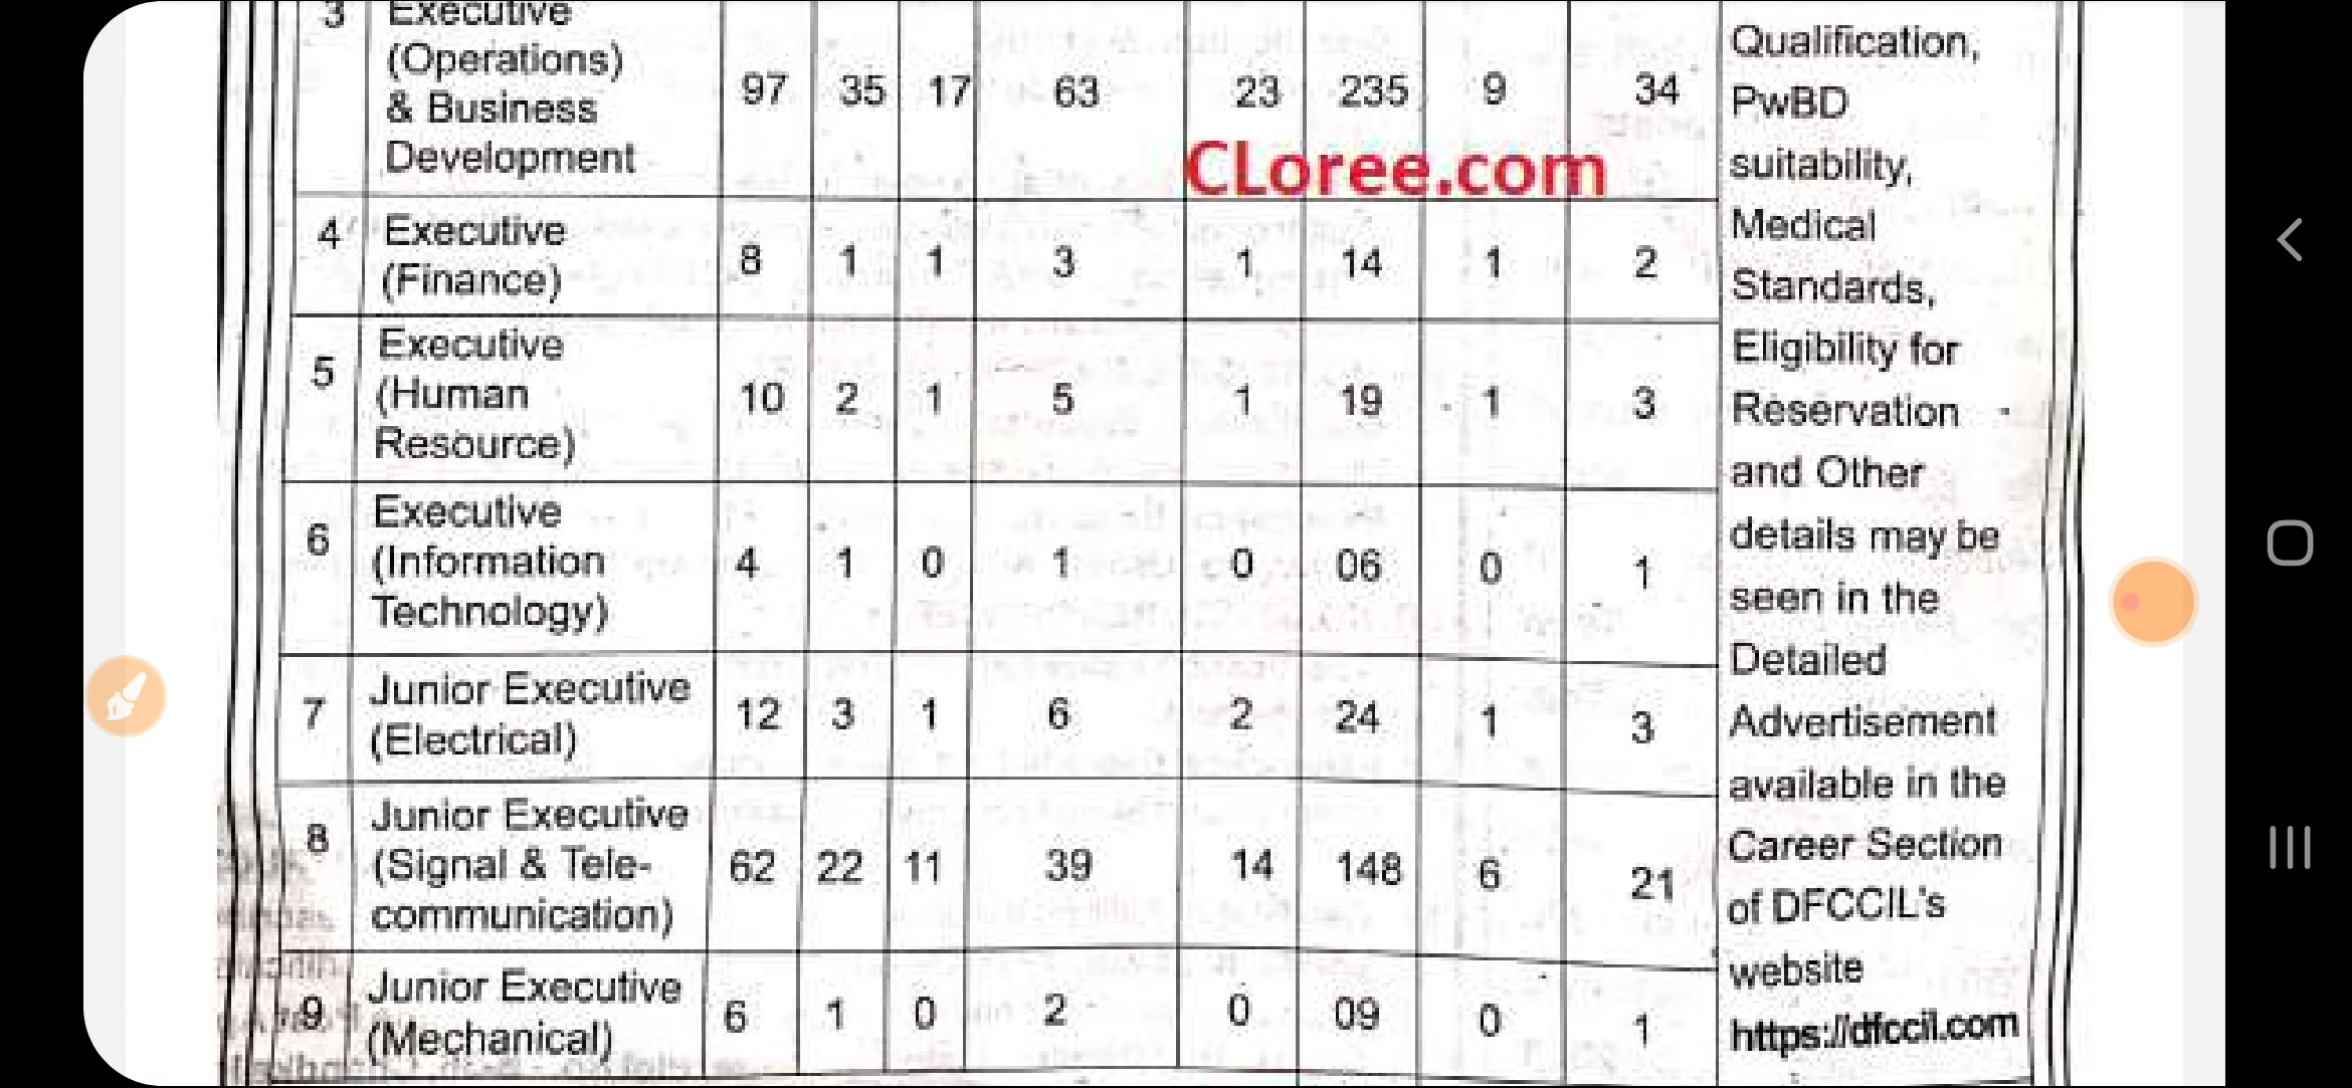 3 Executive
(Operations)
& Business
Development
97 35 17 63 23 235 9 34
CLoree.com
4 Executive
(Finance)
8 1 1 3 1 14 1 2
5 Executive
(Human
Resource)
10 2 1 5 1 19 1 3
6 Executive
(Information
Technology)
4 1 0 1 0 06 0 1
7 Junior Executive
(Electrical)
12 3 1 6 2 24 1 3
8 Junior Executive
(Signal & Tele-
communication)
62 22 11 39 14 148 6 21
9 Junior Executive
(Mechanical)
6 1 0 2 0 09 0 1
Qualification,
PwBD
suitability,
Medical
Standards,
Eligibility for
Reservation
and Other
details may be
seen in the
Detailed
Advertisement
available in the
Career Section
of DFCCIL's
website
https://dfccil.com